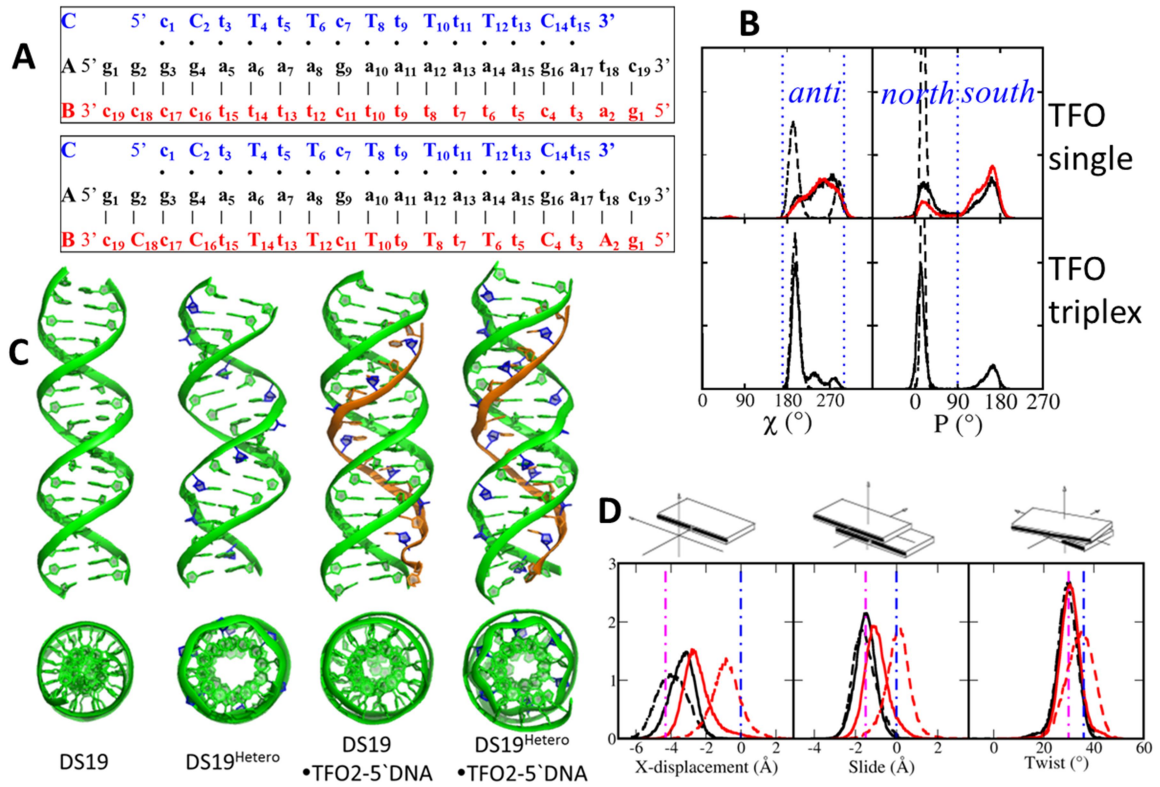 A
C 5’ c1 C2 t3 T4 t5 T6 c7 T8 t9 T10 t11 T12 t13 C14 t15 3’
A 5’ g1 g2 g3 g4 a5 a6 a7 a8 g9 a10 a11 a12 a13 a14 a15 g16 a17 t18 c19 3’
B 3’ c19 c18 c17 c16 t15 t14 t13 t12 c11 t10 t9 t8 t7 t6 t5 c4 t3 a2 g1 5’
C 5’ c1 C2 t3 T4 t5 T6 c7 T8 t9 T10 t11 T12 t13 C14 t15 3’
A 5’ g1 g2 g3 g4 a5 a6 a7 a8 g9 a10 a11 a12 a13 a14 a15 g16 a17 t18 c19 3’
B 3’ c19 C18 c17 C16 t15 T14 t13 T12 c11 T10 t9 T8 t7 T6 t5 C4 t3 A2 g1 5’
B
anti
north
south
TFO
single
TFO
triplex
0 90 180 270
0 90 180 270
χ (°)
P (°)
C
DS19
DS19Hetero
DS19
•TFO2-5`DNA
DS19Hetero
•TFO2-5`DNA
D
3
2
1
0
-6 -4 -2 0 2
-4 -2 0 2
0 20 40 60
X-displacement (Å)
Slide (Å)
Twist (°)